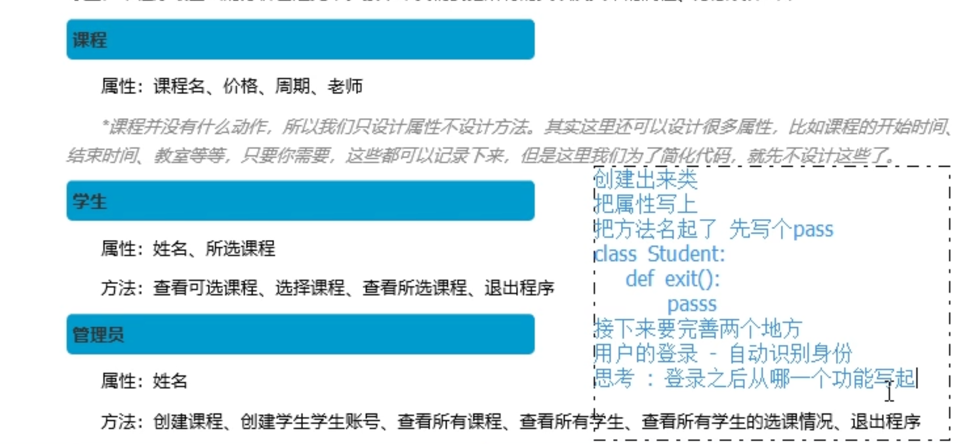 课程
属性：课程名、价格、周期、老师
*课程并没有什么动作，所以我们只设计属性不设计方法。其实这里还可以设计很多属性，比如课程的开始时间、
结束时间、教室等等，只要你需要，这些都可以记录下来，但是这里我们为了简化代码，就先不设计这些了。
学生
属性：姓名、所选课程
方法：查看可选课程、选择课程、查看所选课程、退出程序
管理员
属性：姓名
方法：创建课程、创建学生学生账号、查看所有课程、查看所有学生、查看所有学生的选课情况、退出程序
创建出来类
把属性写上
把方法名起了 先写个pass
class Student:
def exit():
passs
接下来要完善两个地方
用户的登录 - 自动识别身份
思考 ：登录之后从哪一个功能写起